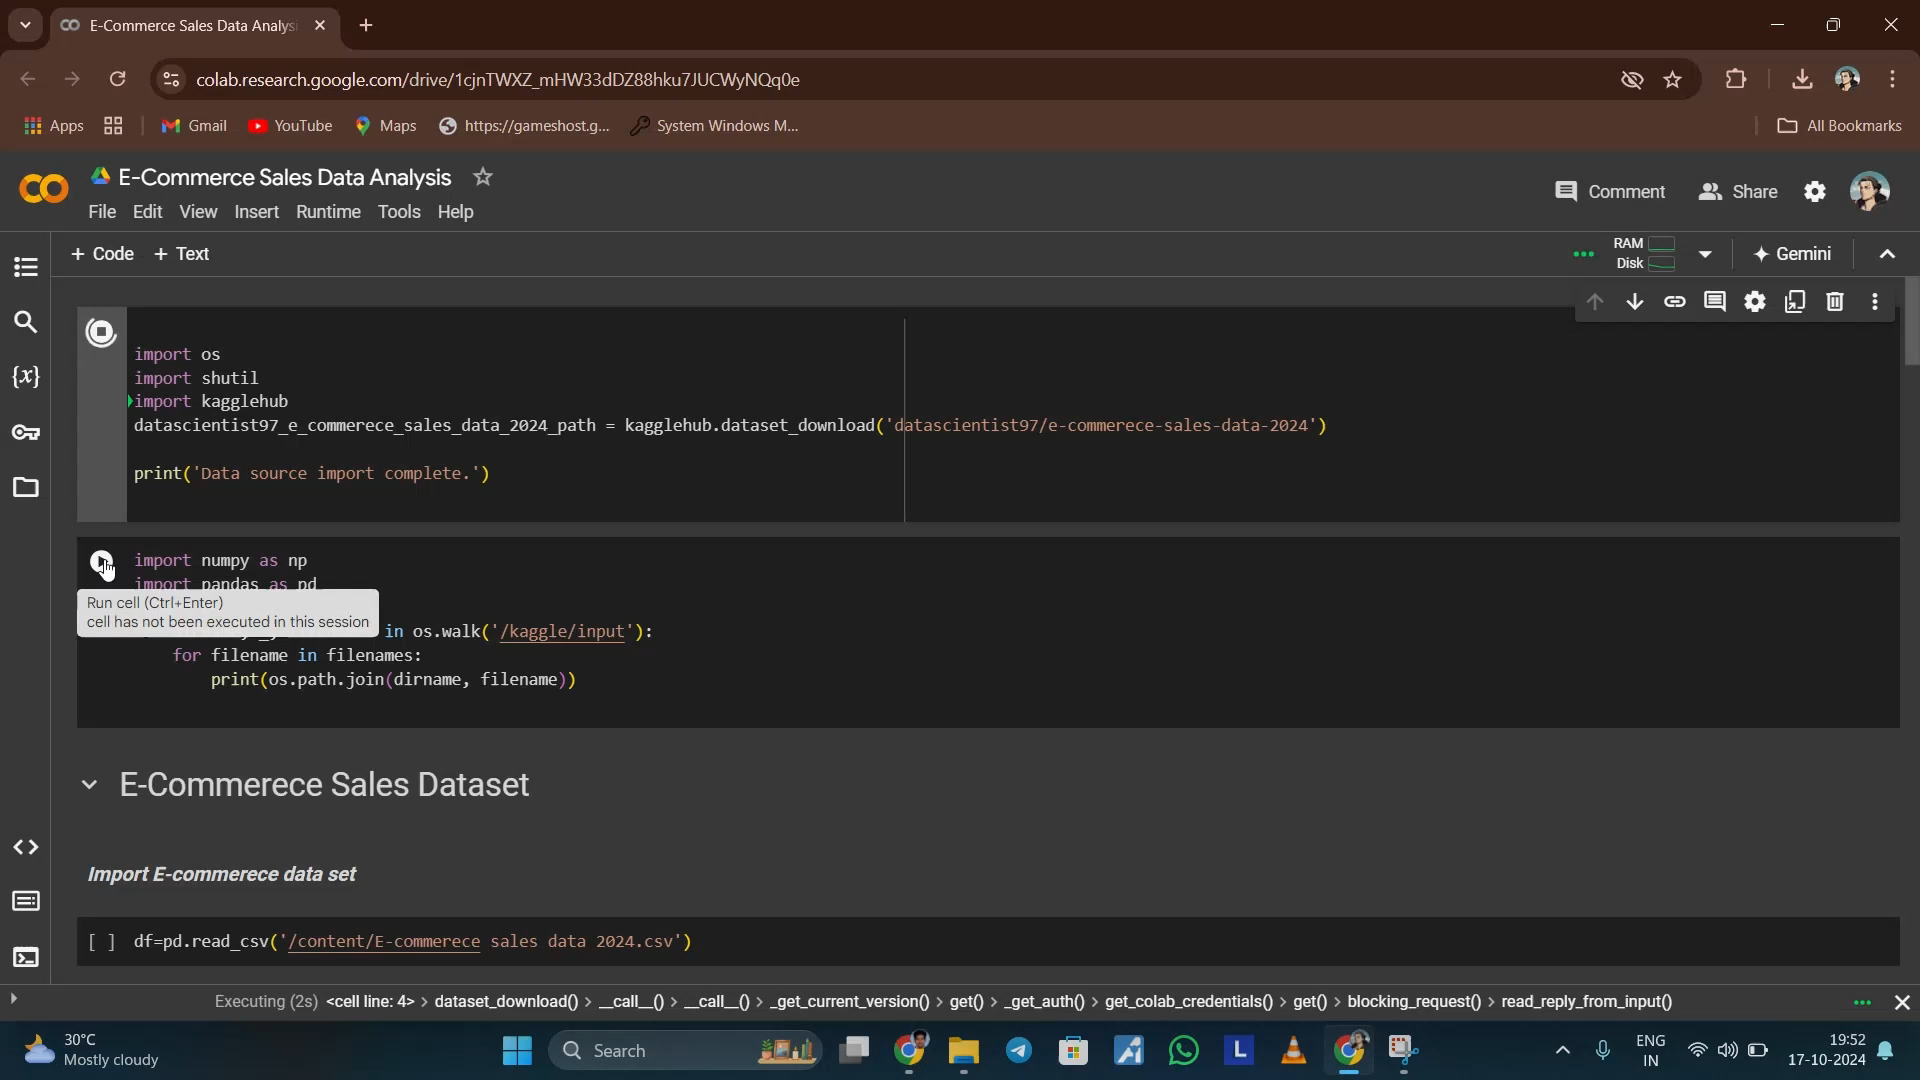 E-Commerce Sales Data Analysi
colab.research.google.com/drive/1cjnTWXZ_mHW33dDZ88hku7JUCWyNQq0e
Apps
Gmail
YouTube
Maps
https://gameshost.g...
System Windows M...
All Bookmarks
E-Commerce Sales Data Analysis
Comment
Share
File Edit View Insert Runtime Tools Help
+ Code + Text
RAM
Disk
Gemini
import os
import shutil
import kagglehub
datascientist97_e_commerece_sales_data_2024_path = kagglehub.dataset_download('datascientist97/e-commerece-sales-data-2024')
print('Data source import complete.')
import numpy as np
import pandas as pd
Run cell (Ctrl+Enter)
cell has not been executed in this session
in os.walk('/kaggle/input'):
for filename in filenames:
print(os.path.join(dirname, filename))
E-Commerece Sales Dataset
Import E-commerece data set
[ ] df=pd.read_csv('/content/E-commerece sales data 2024.csv')
Executing (2s) <cell line: 4> > dataset_download() > __call__() > __call__() > _get_current_version() > get() > _get_auth() > get_colab_credentials() > get() > blocking_request() > read_reply_from_input()
30°C
Mostly cloudy
Search
L
ENG
IN
19:52
17-10-2024